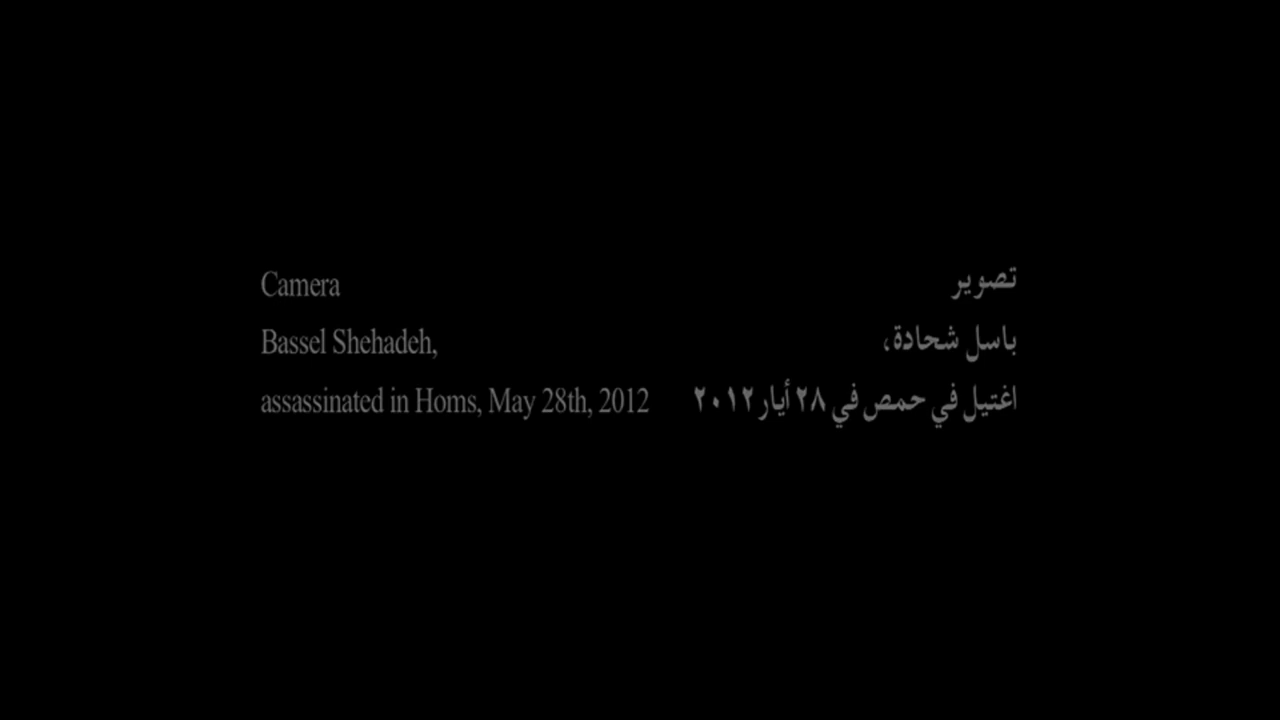 Camera
Bassel Shehadeh,
assassinated in Homs, May 28th, 2012
تصوير
باسل شحادة،
اغتيل في حمص في ٢٨ أيار ٢٠١٢